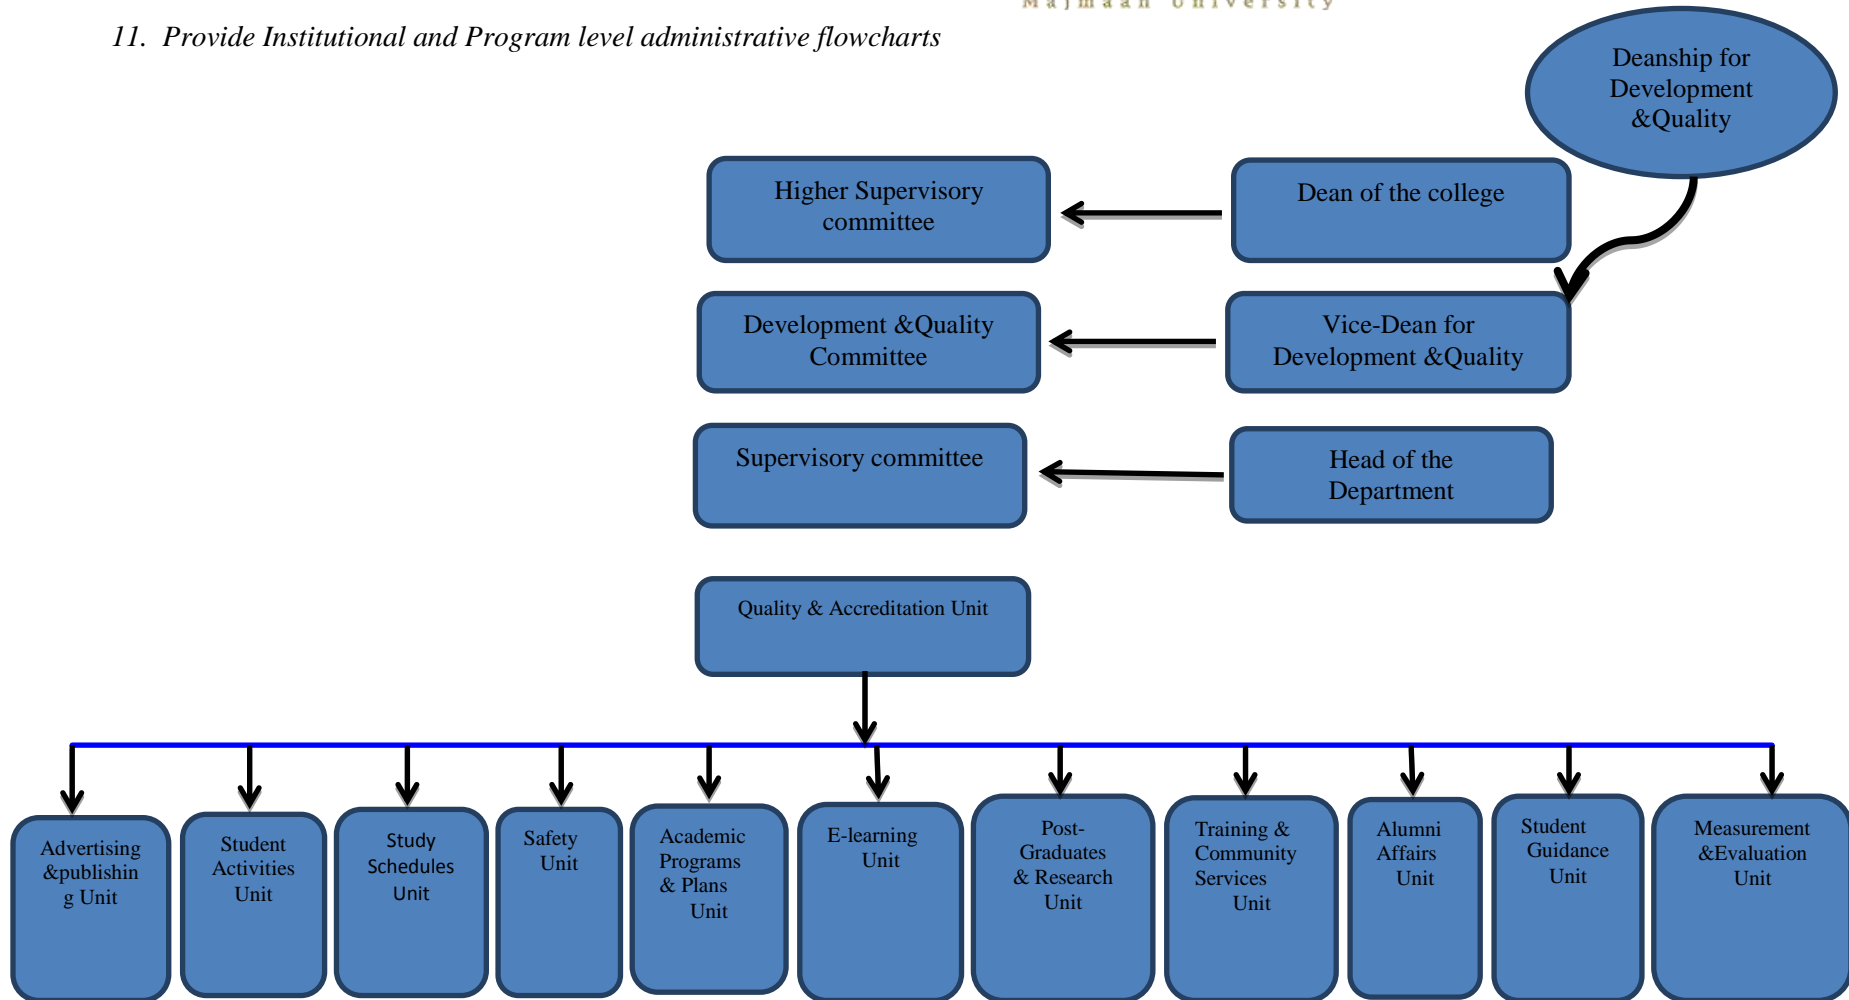 Majmaah University
11. Provide Institutional and Program level administrative flowcharts
Deanship for
Development
&Quality
Higher Supervisory
committee
Dean of the college
Development &Quality
Committee
Vice-Dean for
Development &Quality
Supervisory committee
Head of the
Department
Quality & Accreditation Unit
Advertising
&publishin
g Unit
Student
Activities
Unit
Study
Schedules
Unit
Safety
Unit
Academic
Programs
& Plans
Unit
E-learning
Unit
Post-
Graduates
& Research
Unit
Training &
Community
Services
Unit
Alumni
Affairs
Unit
Student
Guidance
Unit
Measurement
&Evaluation
Unit